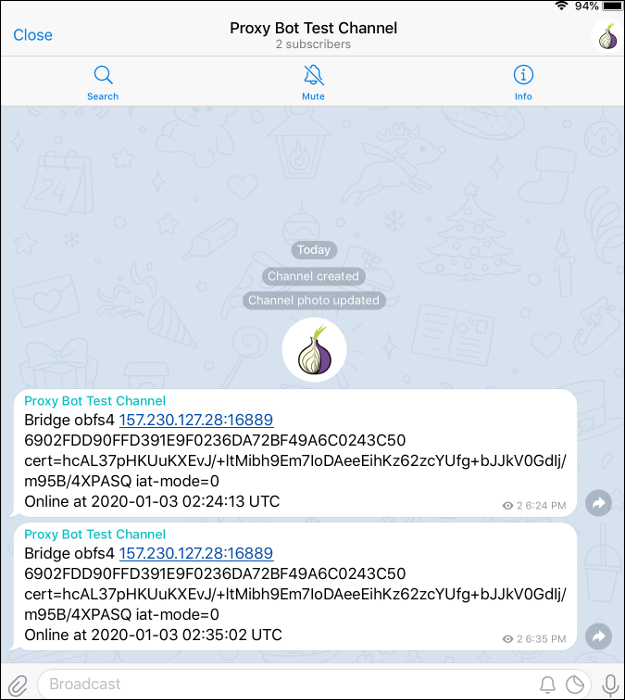 94%
Close
Proxy Bot Test Channel
2 subscribers
Search
Mute
Info
24
Today
Channel created
Channel photo updated
Proxy Bot Test Channel
Bridge obfs4 157.230.127.28:16889
6902FDD90FFD391E9F0236DA72BF49A6C0243C50
cert=hcAL37pHKUuKXEvJ/+ltMibh9Em7IoDAeeEihKz62zcYUfg+bJJkV0GdIj/
m95B/4XPASQ iat-mode=0
Online at 2020-01-03 02:24:13 UTC
2 6:24 PM
Proxy Bot Test Channel
Bridge obfs4 157.230.127.28:16889
6902FDD90FFD391E9F0236DA72BF49A6C0243C50
cert=hcAL37pHKUuKXEvJ/+ltMibh9Em7IoDAeeEihKz62zcYUfg+bJJkV0GdIj/
m95B/4XPASQ iat-mode=0
Online at 2020-01-03 02:35:02 UTC
2 6:35 PM
Broadcast